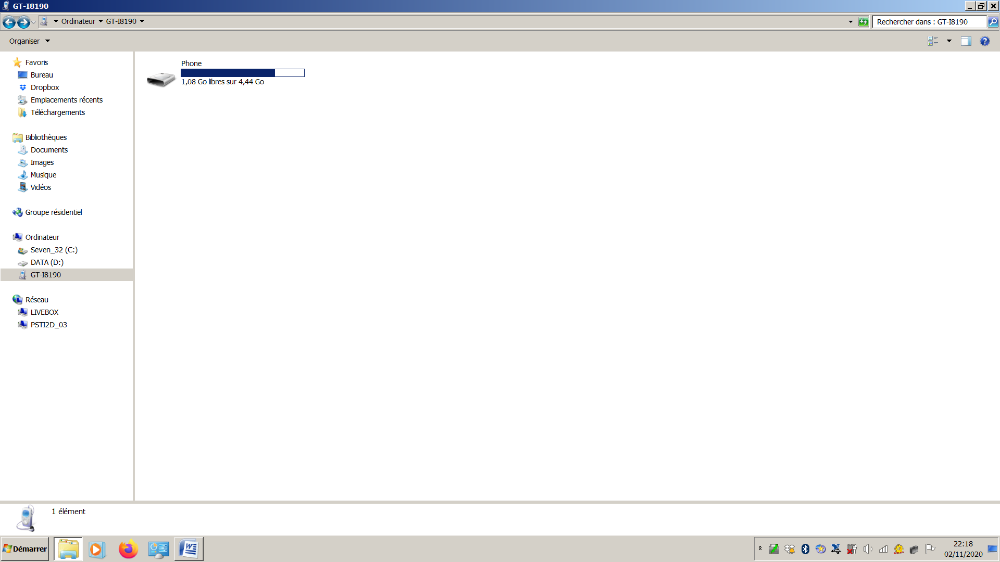 GT-I8190
Ordinateur GT-I8190
Rechercher dans : GT-I8190
Organiser
Favoris
Bureau
Dropbox
Emplacements récents
Téléchargements
Bibliothèques
Documents
Images
Musique
Vidéos
Groupe résidentiel
Ordinateur
Seven_32 (C:)
DATA (D:)
GT-I8190
Réseau
LIVEBOX
PSTI2D_03
Phone
1,08 Go libres sur 4,44 Go
1 élément
Démarrer
22:18
02/11/2020